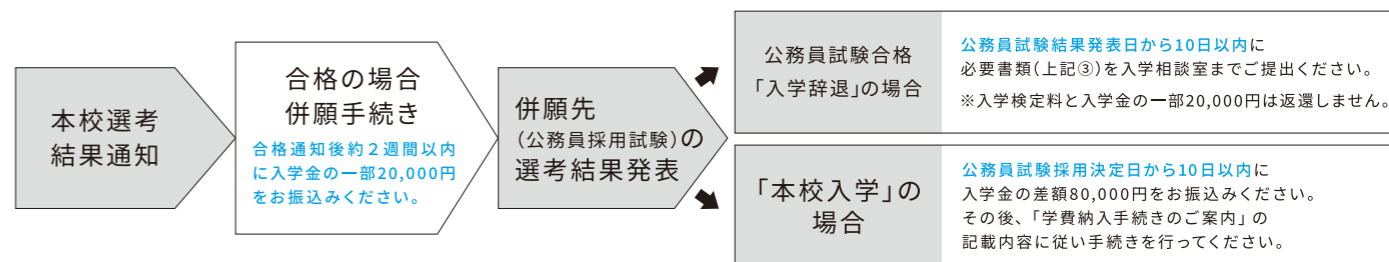 本校選考
結果通知
合格の場合
併願手続き
合格通知後約２週間以内
に入学金の一部20,000円
をお振込みください。
併願先
（公務員採用試験）の
選考結果発表
公務員試験合格
「入学辞退」の場合
公務員試験結果発表日から10日以内に
必要書類（上記③）を入学相談室までご提出ください。
※入学検定料と入学金の一部20,000円は返還しません。
「本校入学」の
場合
公務員試験採用決定日から10日以内に
入学金の差額80,000円をお振込みください。
その後、「学費納入手続きのご案内」の
記載内容に従い手続きを行ってください。